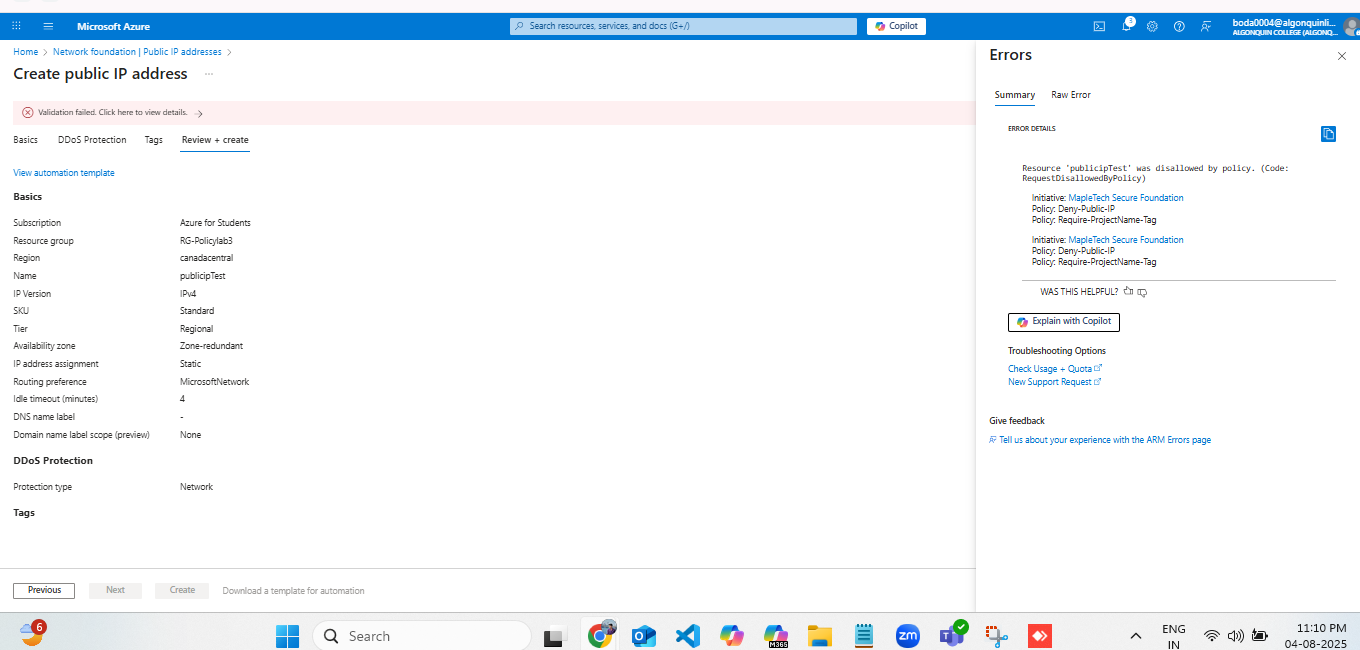 Microsoft Azure
Search resources, services, and docs (G+/)
Copilot
3
boda0004@algonquinli...
ALGONQUIN COLLEGE (ALGONQ...
Home > Network foundation | Public IP addresses >
Create public IP address ...
Validation failed. Click here to view details. →
Basics DDoS Protection Tags Review + create
View automation template
Basics
Subscription Azure for Students
Resource group RG-Policylab3
Region canadacentral
Name publicipTest
IP Version IPv4
SKU Standard
Tier Regional
Availability zone Zone-redundant
IP address assignment Static
Routing preference MicrosoftNetwork
Idle timeout (minutes) 4
DNS name label -
Domain name label scope (preview) None
DDoS Protection
Protection type Network
Tags
Previous Next Create Download a template for automation
Errors
Summary Raw Error
ERROR DETAILS
Resource 'publicipTest' was disallowed by policy. (Code:
RequestDisallowedByPolicy)
Initiative: MapleTech Secure Foundation
Policy: Deny-Public-IP
Policy: Require-ProjectName-Tag
Initiative: MapleTech Secure Foundation
Policy: Deny-Public-IP
Policy: Require-ProjectName-Tag
WAS THIS HELPFUL?
Explain with Copilot
Troubleshooting Options
Check Usage + Quota
New Support Request
Give feedback
Tell us about your experience with the ARM Errors page
6
Search
M365
zm
ENG
IN
11:10 PM
04-08-2025